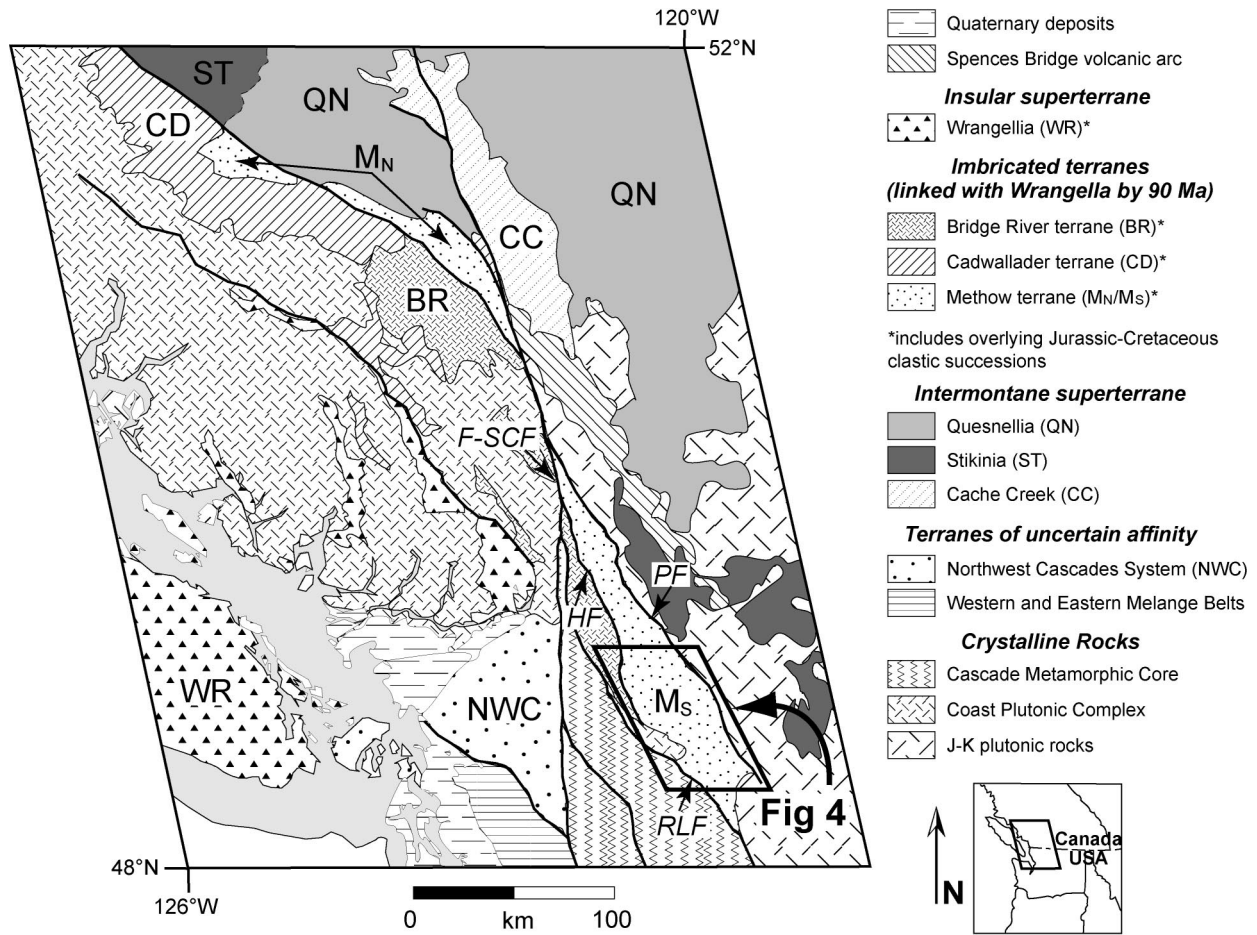 120°W
52°N
ST
QN
CD
MN
QN
CC
BR
F-SCF
PF
HF
WR
NWC
MS
Fig 4
RLF
48°N
126°W
0 km 100
Quaternary deposits
Spences Bridge volcanic arc
Insular superterrane
Wrangellia (WR)*
Imbricated terranes
(linked with Wrangella by 90 Ma)
Bridge River terrane (BR)*
Cadwallader terrane (CD)*
Methow terrane (MN/MS)*
*includes overlying Jurassic-Cretaceous
clastic successions
Intermontane superterrane
Quesnellia (QN)
Stikinia (ST)
Cache Creek (CC)
Terranes of uncertain affinity
Northwest Cascades System (NWC)
Western and Eastern Melange Belts
Crystalline Rocks
Cascade Metamorphic Core
Coast Plutonic Complex
J-K plutonic rocks
N
Canada
USA